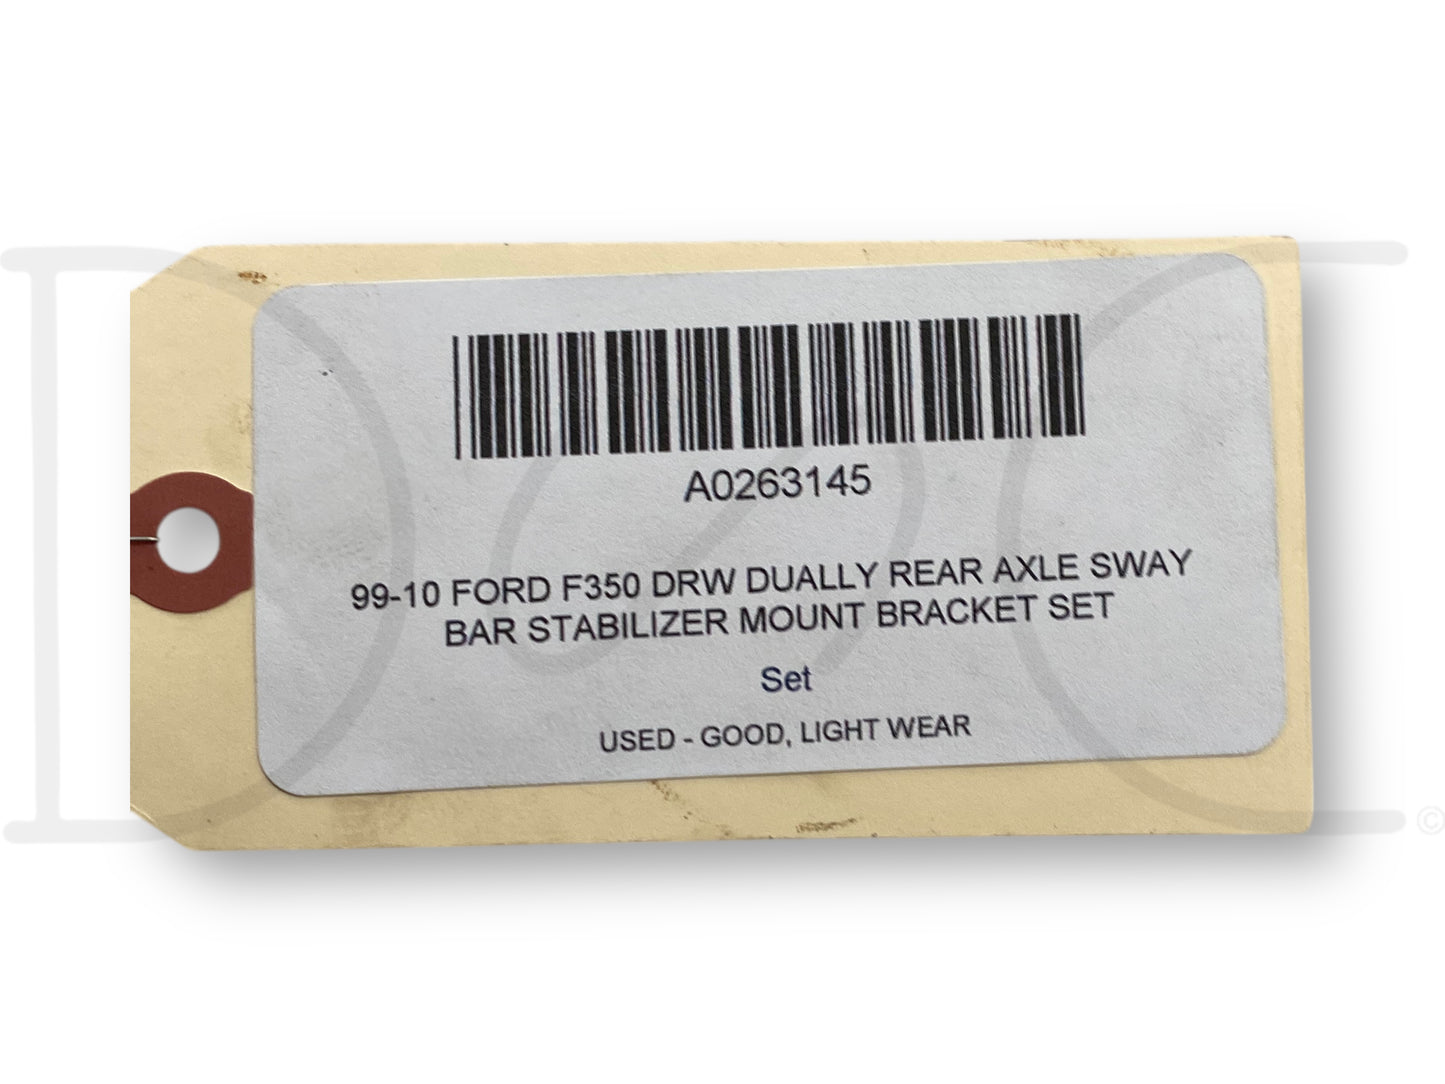 A0263145
99-10 FORD F350 DRW DUALLY REAR AXLE SWAY
BAR STABILIZER MOUNT BRACKET SET
Set
USED - GOOD, LIGHT WEAR
©